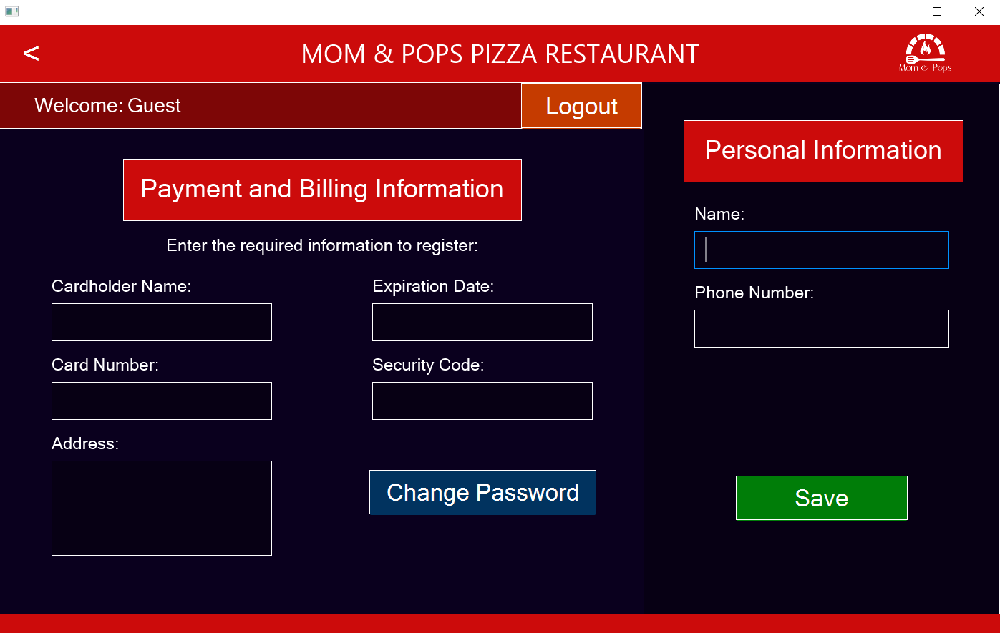 <
MOM & POPS PIZZA RESTAURANT
Mom & Pops
Welcome: Guest
Logout
Payment and Billing Information
Enter the required information to register:
Cardholder Name:
Expiration Date:
Card Number:
Security Code:
Address:
Change Password
Personal Information
Name:
Phone Number:
Save